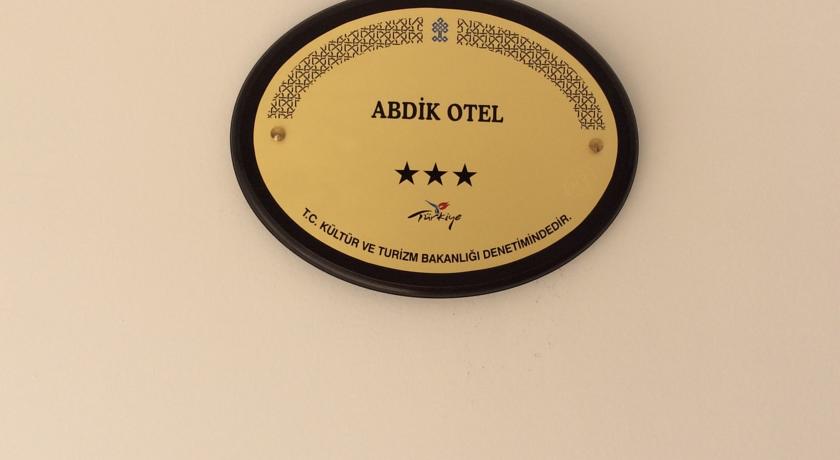 ABDİK OTEL
★★★
Türkiye
T.C. KÜLTÜR VE TURİZM BAKANLIĞI DENETİMİNDEDİR.